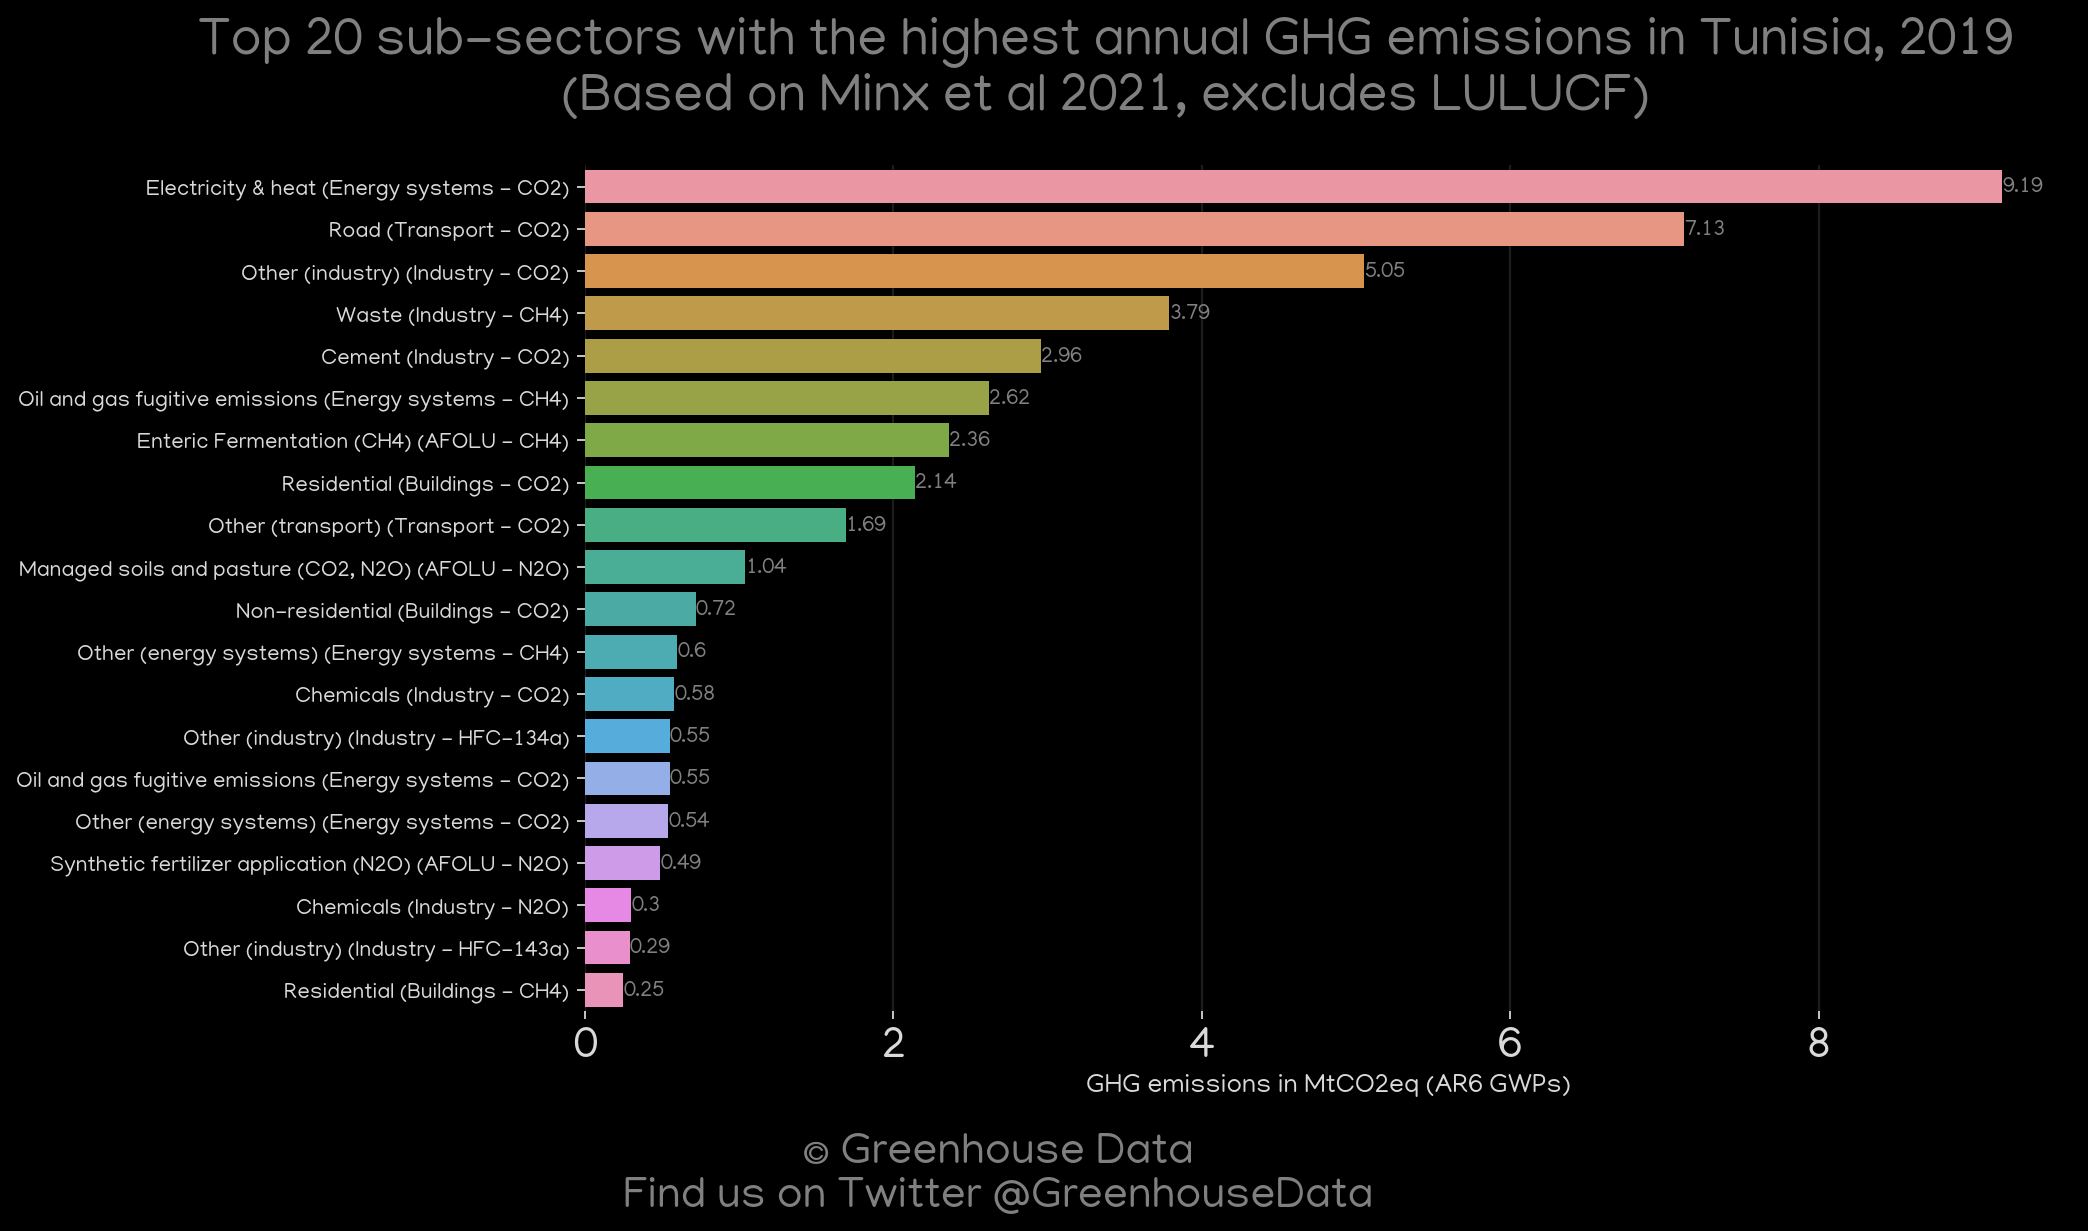 Top 20 sub-sectors with the highest annual GHG emissions in Tunisia, 2019
(Based on Minx et al 2021, excludes LULUCF)
Electricity & heat (Energy systems - CO2) 9.19
Road (Transport - CO2) 7.13
Other (industry) (Industry - CO2) 5.05
Waste (Industry - CH4) 3.79
Cement (Industry - CO2) 2.96
Oil and gas fugitive emissions (Energy systems - CH4) 2.62
Enteric Fermentation (CH4) (AFOLU - CH4) 2.36
Residential (Buildings - CO2) 2.14
Other (transport) (Transport - CO2) 1.69
Managed soils and pasture (CO2, N2O) (AFOLU - N2O) 1.04
Non-residential (Buildings - CO2) 0.72
Other (energy systems) (Energy systems - CH4) 0.6
Chemicals (Industry - CO2) 0.58
Other (industry) (Industry - HFC-134a) 0.55
Oil and gas fugitive emissions (Energy systems - CO2) 0.55
Other (energy systems) (Energy systems - CO2) 0.54
Synthetic fertilizer application (N2O) (AFOLU - N2O) 0.49
Chemicals (Industry - N2O) 0.3
Other (industry) (Industry - HFC-143a) 0.29
Residential (Buildings - CH4) 0.25
0 2 4 6 8
GHG emissions in MtCO2eq (AR6 GWPs)
© Greenhouse Data
Find us on Twitter @GreenhouseData